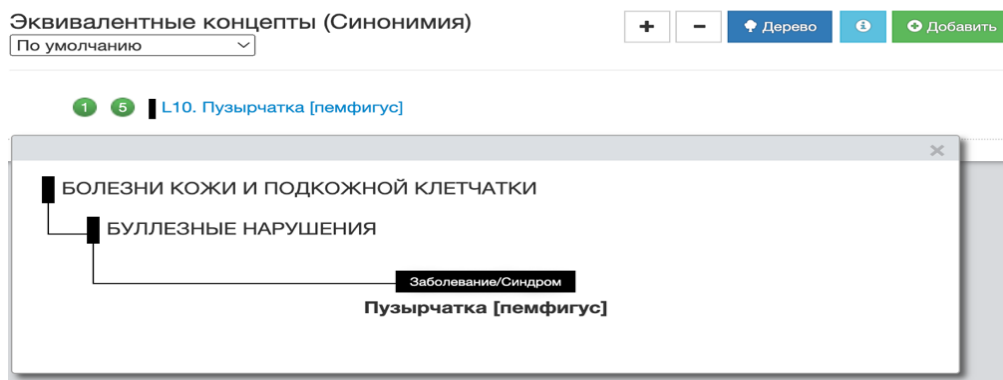 Эквивалентные концепты (Синонимия)
По умолчанию
+ − Дерево Добавить
1 5 L10. Пузырчатка [пемфигус]
×
БОЛЕЗНИ КОЖИ И ПОДКОЖНОЙ КЛЕТЧАТКИ
БУЛЛЕЗНЫЕ НАРУШЕНИЯ
Заболевание/Синдром
Пузырчатка [пемфигус]